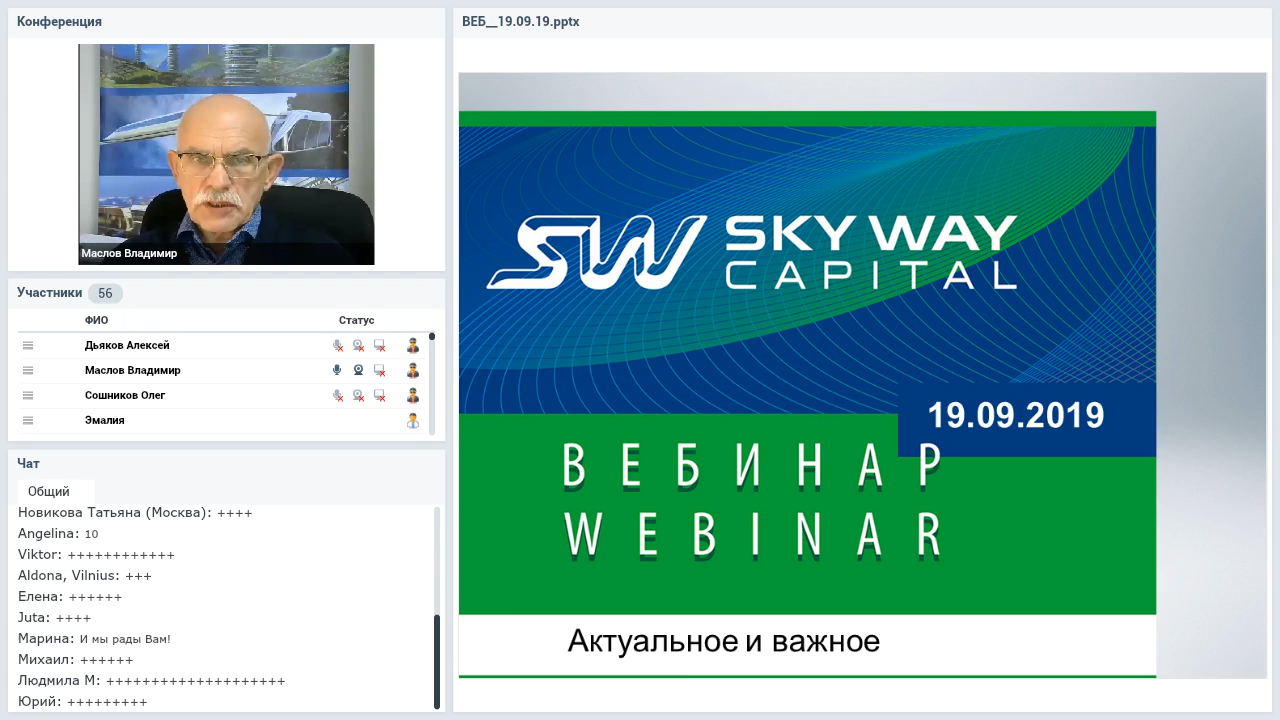 Конференция
Маслов Владимир
Участники 56
ФИО Статус
Дьяков Алексей
Маслов Владимир
Сошников Олег
Эмалия
Чат
Общий
Новикова Татьяна (Москва): ++++
Angelina: 10
Viktor: ++++++++++++
Aldona, Vilnius: +++
Елена: ++++++
Juta: ++++
Марина: И мы рады Вам!
Михаил: ++++++
Людмила М: ++++++++++++++++++++
Юрий: +++++++++
ВЕБ__19.09.19.pptx
SW SKY WAY
CAPITAL
19.09.2019
ВЕБИНАР
WEBINAR
Актуальное и важное